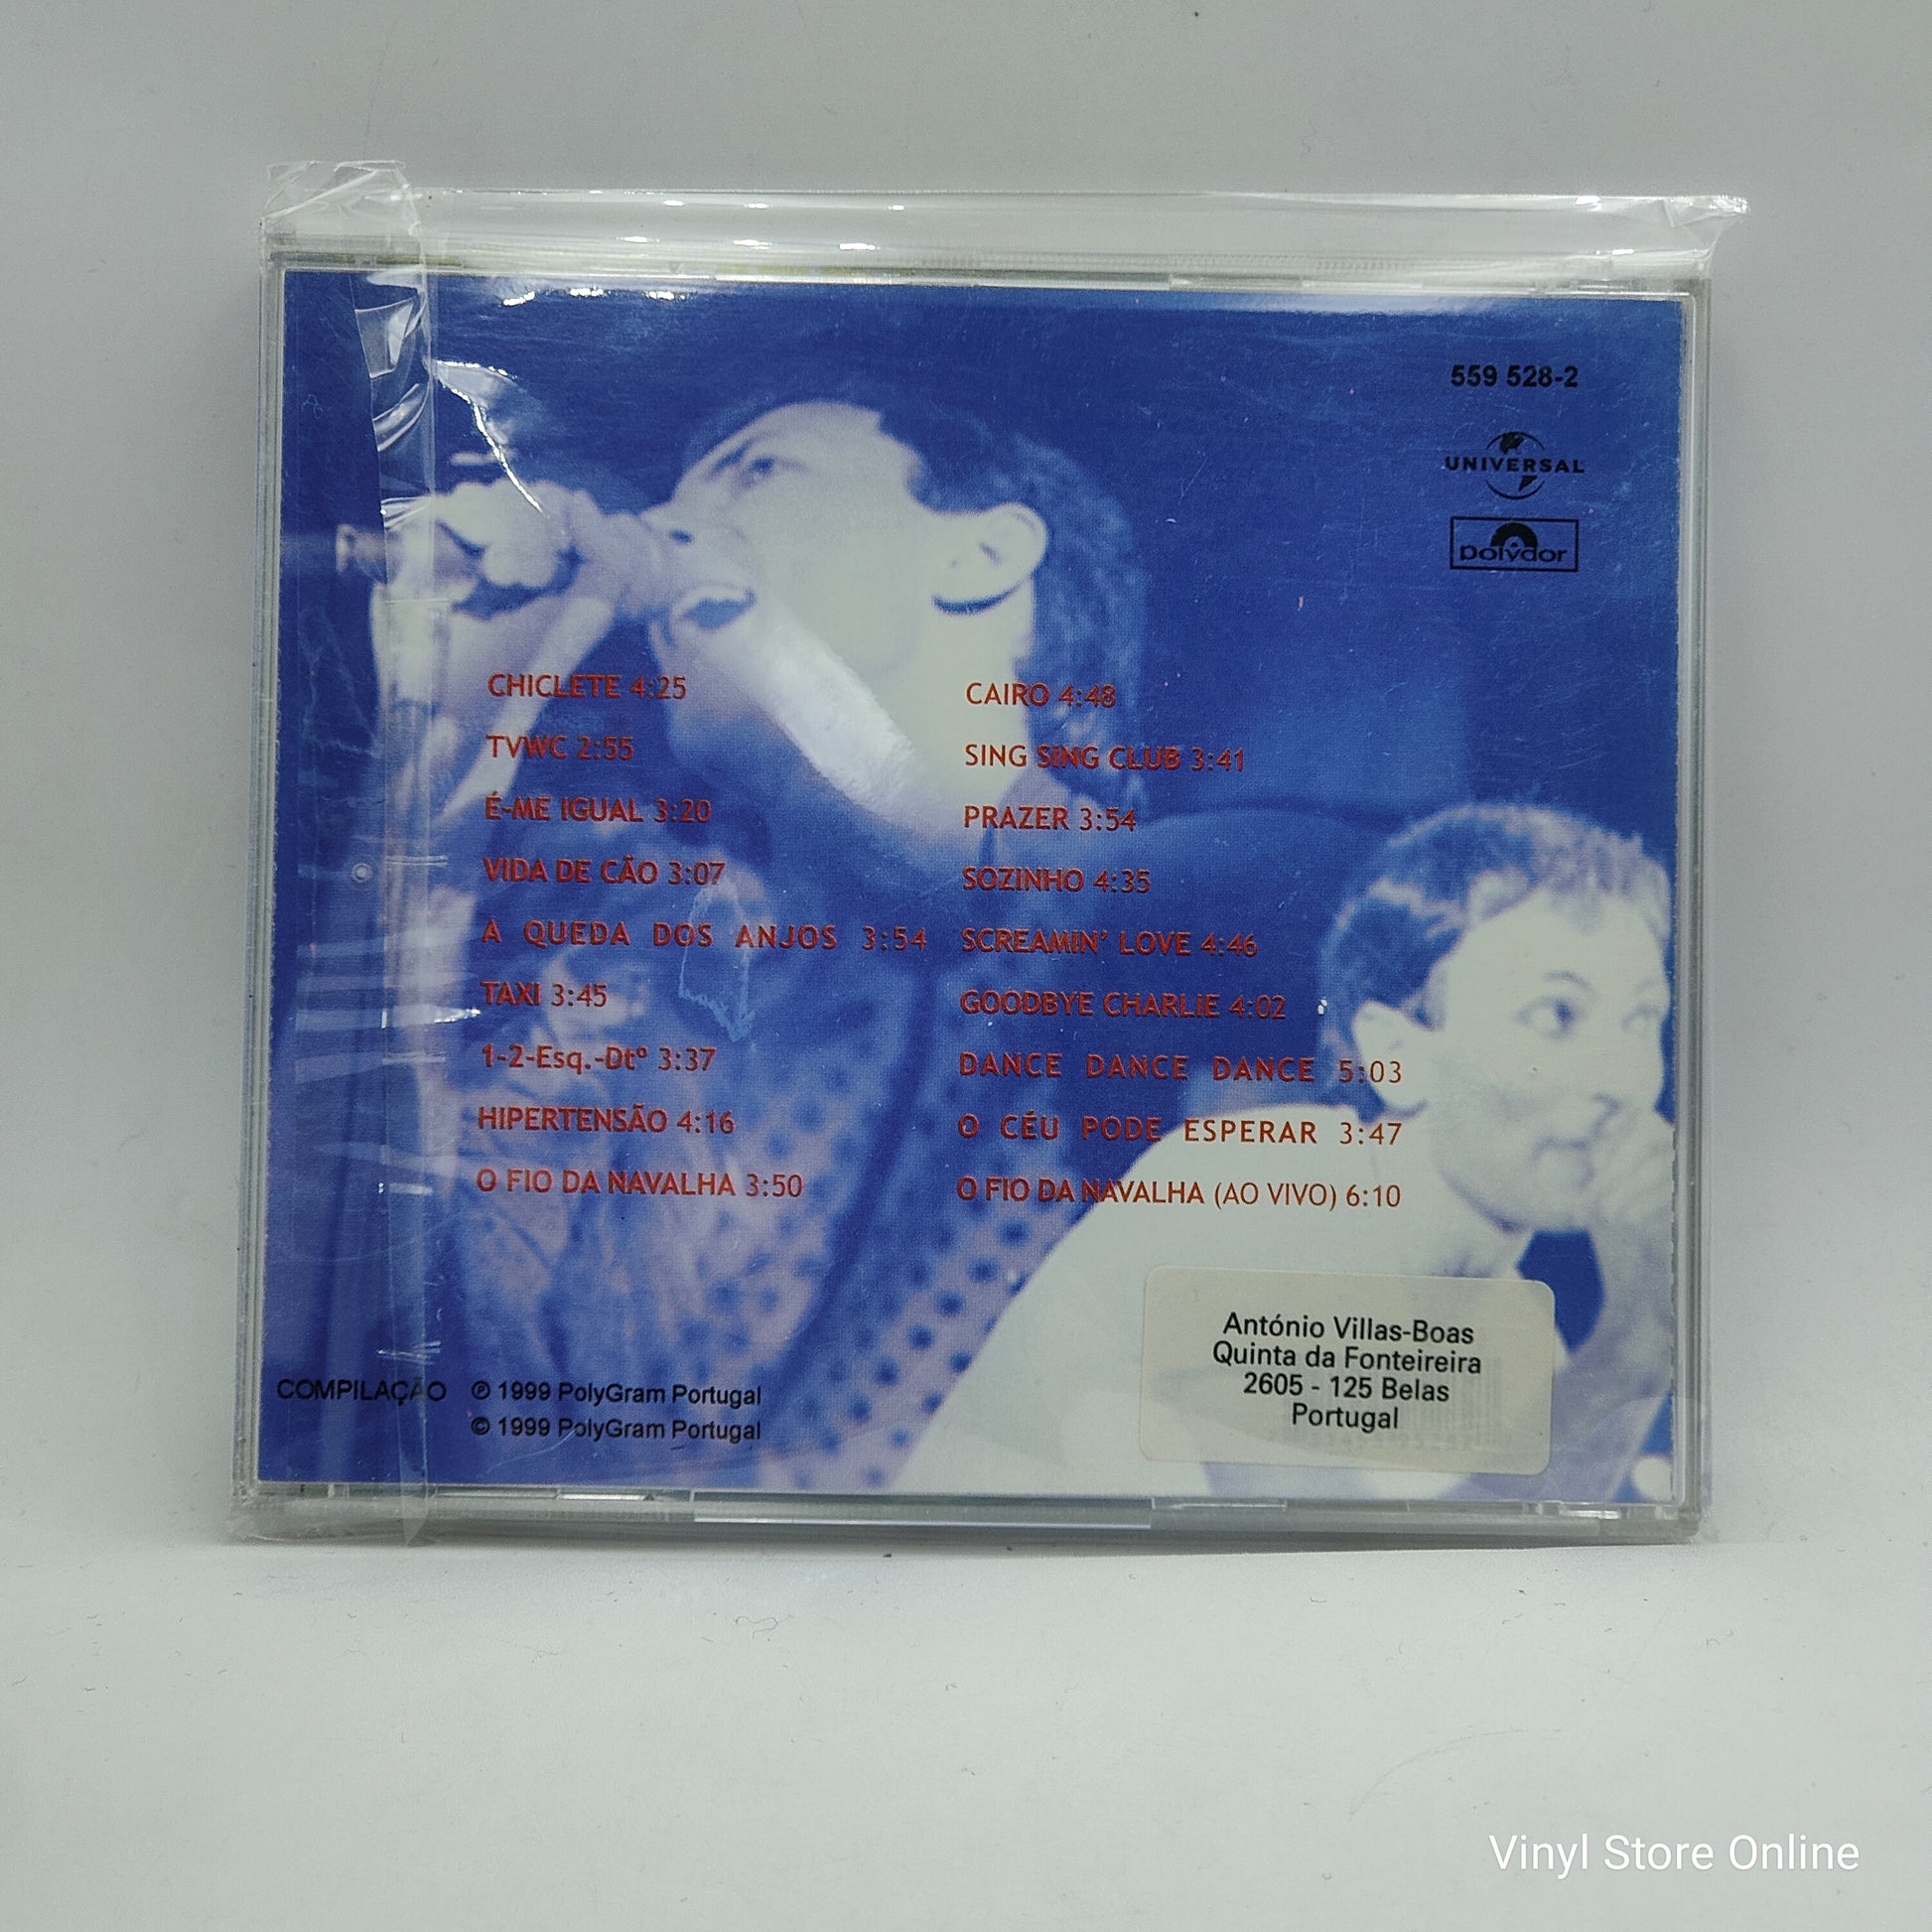 559 528-2
UNIVERSAL
polydor
CHICLETE 4:25
TVWC 2:55
É-ME IGUAL 3:20
VIDA DE CÃO 3:07
A QUEDA DOS ANJOS 3:54
TAXI 3:45
1-2-Esq.-Dtº 3:37
HIPERTENSÃO 4:16
O FIO DA NAVALHA 3:50
CAIRO 4:48
SING SING CLUB 3:41
PRAZER 3:54
SOZINHO 4:35
SCREAMIN' LOVE 4:46
GOODBYE CHARLIE 4:02
DANCE DANCE DANCE 5:03
O CÉU PODE ESPERAR 3:47
O FIO DA NAVALHA (AO VIVO) 6:10
António Villas-Boas
Quinta da Fonteireira
2605 - 125 Belas
Portugal
COMPILAÇÃO ℗ 1999 PolyGram Portugal
© 1999 PolyGram Portugal
Vinyl Store Online